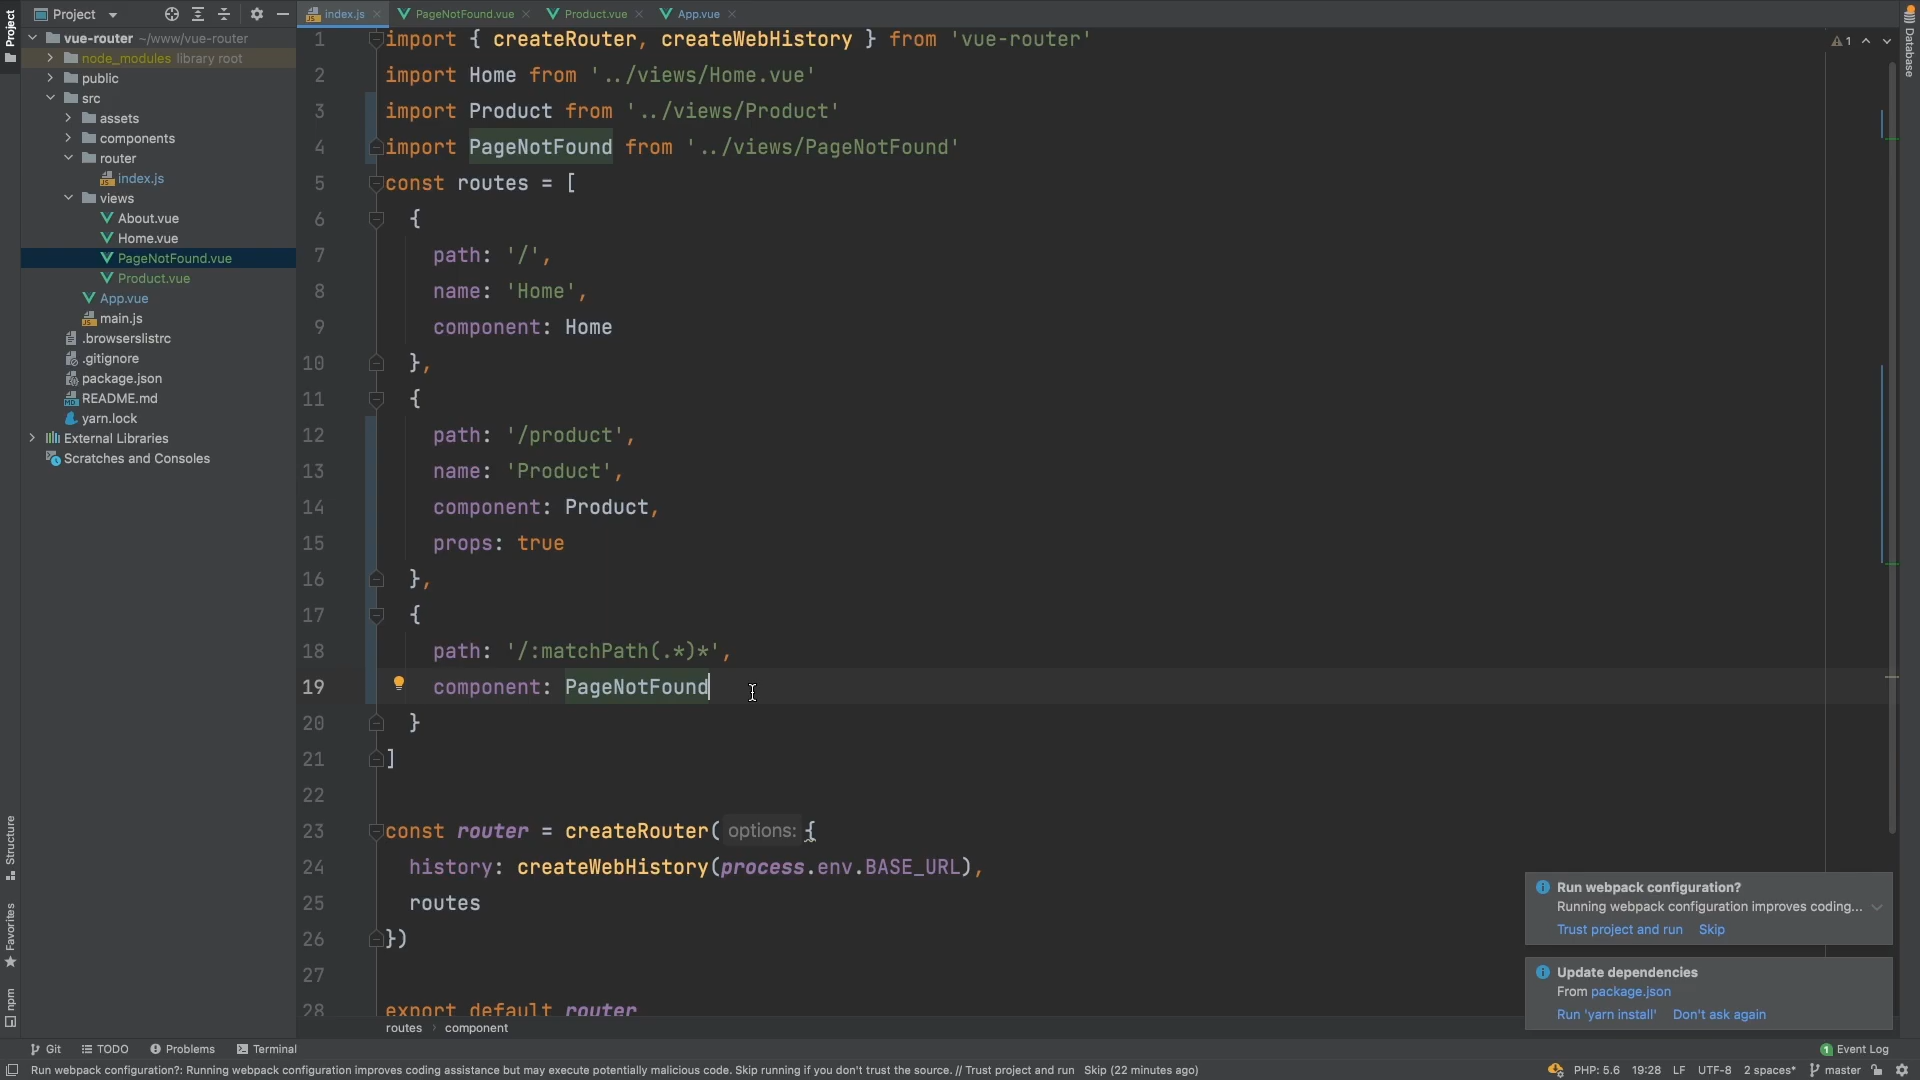 Project
index.js
PageNotFound.vue
Product.vue
App.vue
Project
vue-router ~/www/vue-router
node_modules library root
public
src
assets
components
router
index.js
views
About.vue
Home.vue
PageNotFound.vue
Product.vue
App.vue
main.js
.browserslistrc
.gitignore
package.json
README.md
yarn.lock
External Libraries
Scratches and Consoles
Structure
Favorites
npm
1 import { createRouter, createWebHistory } from 'vue-router'
2 import Home from '../views/Home.vue'
3 import Product from '../views/Product'
4 import PageNotFound from '../views/PageNotFound'
5 const routes = [
6 {
7 path: '/',
8 name: 'Home',
9 component: Home
10 },
11 {
12 path: '/product',
13 name: 'Product',
14 component: Product,
15 props: true
16 },
17 {
18 path: '/:matchPath(.*)*',
19 component: PageNotFound
20 }
21 ]
22
23 const router = createRouter( options: {
24 history: createWebHistory(process.env.BASE_URL),
25 routes
26 })
27
28 export default router
1
Database
Run webpack configuration?
Running webpack configuration improves coding...
Trust project and run Skip
Update dependencies
From package.json
Run 'yarn install' Don't ask again
routes › component
Git
TODO
Problems
Terminal
1 Event Log
Run webpack configuration?: Running webpack configuration improves coding assistance but may execute potentially malicious code. Skip running if you don't trust the source. // Trust project and run Skip (22 minutes ago)
PHP: 5.6 19:28 LF UTF-8 2 spaces* master